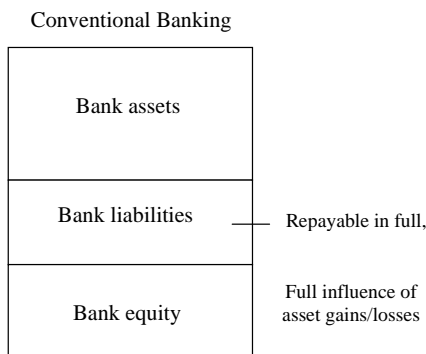 Conventional Banking
Bank assets
Bank liabilities
Repayable in full,
Bank equity
Full influence of
asset gains/losses